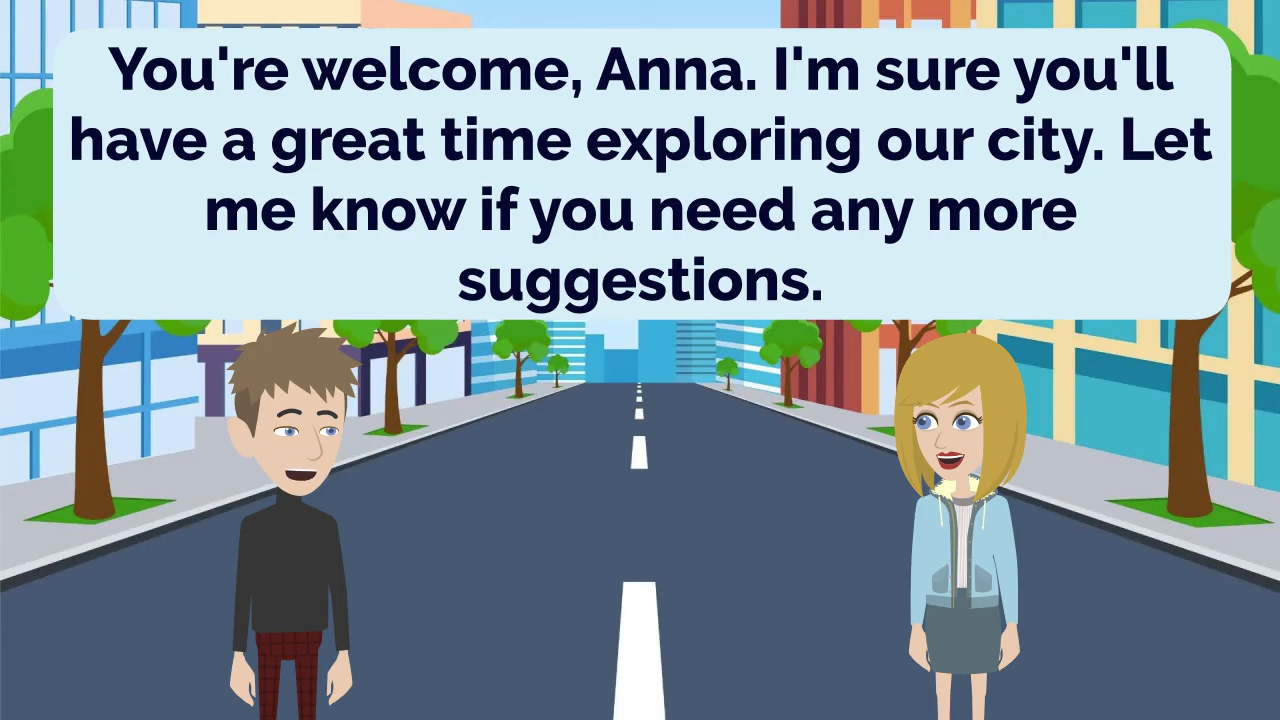 You're welcome, Anna. I'm sure you'll
have a great time exploring our city. Let
me know if you need any more
suggestions.